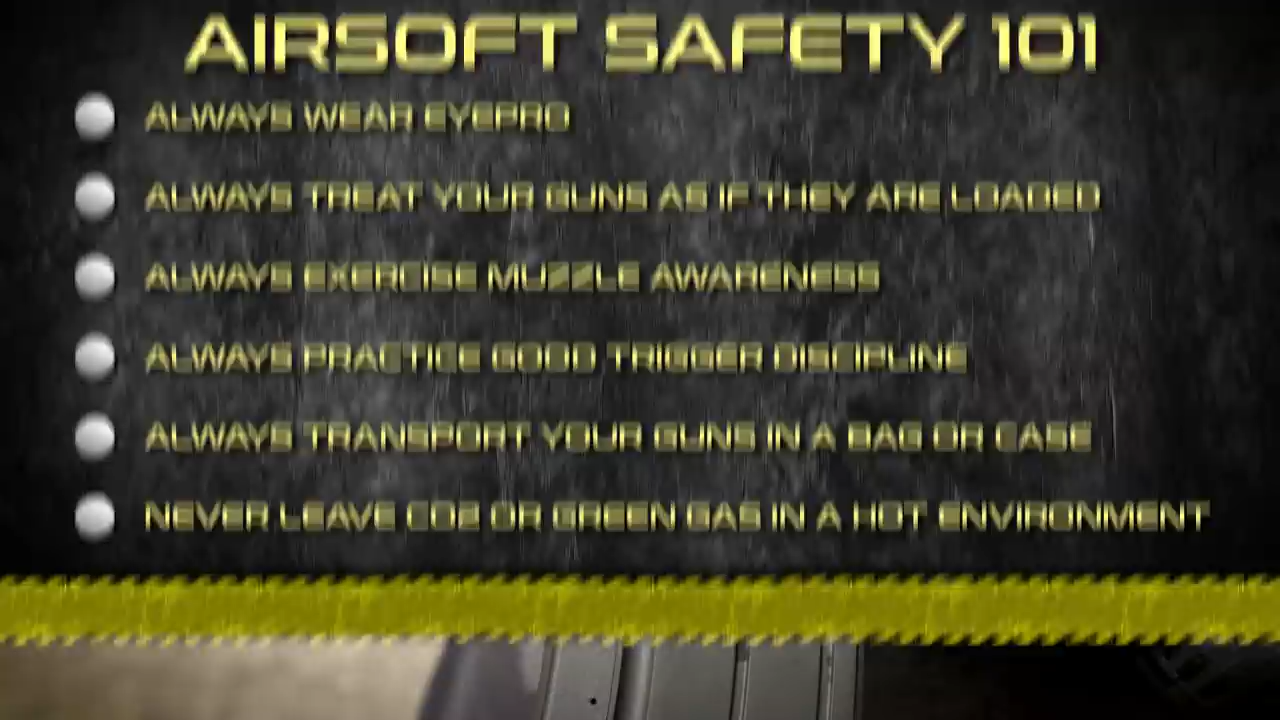 AIRSOFT SAFETY 101
ALWAYS WEAR EYEPRO
ALWAYS TREAT YOUR GUNS AS IF THEY ARE LOADED
ALWAYS EXERCISE MUZZLE AWARENESS
ALWAYS PRACTICE GOOD TRIGGER DISCIPLINE
ALWAYS TRANSPORT YOUR GUNS IN A BAG OR CASE
NEVER LEAVE CO2 OR GREEN GAS IN A HOT ENVIRONMENT